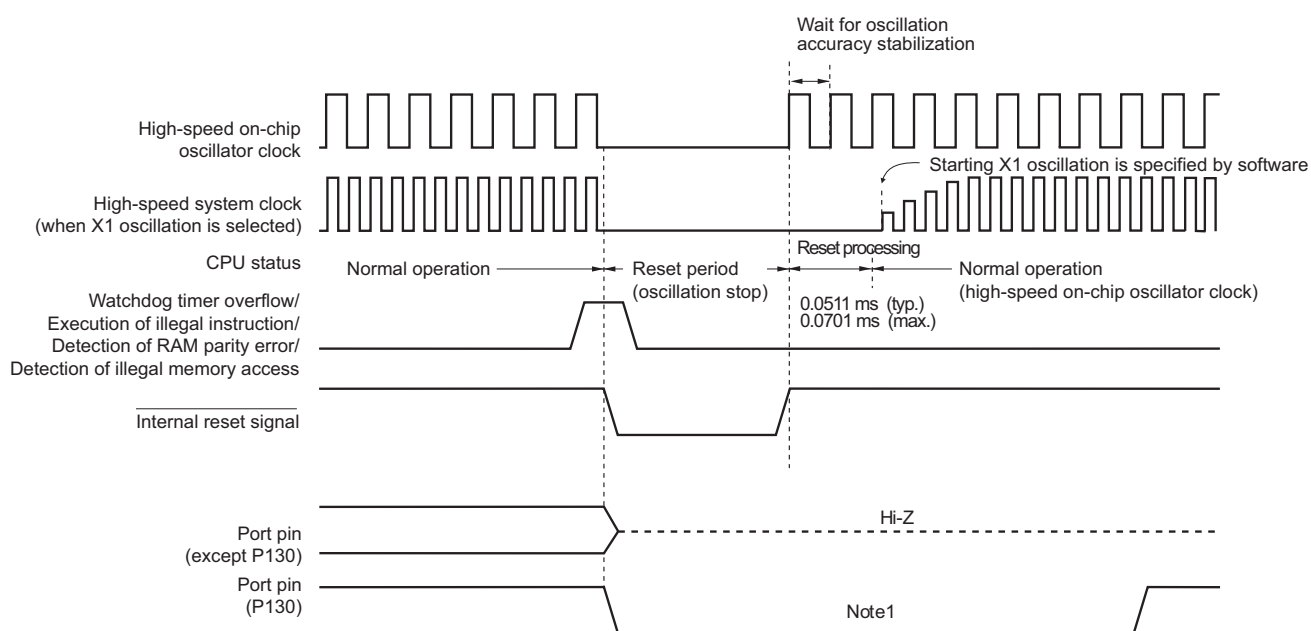 Wait for oscillation
accuracy stabilization
High-speed on-chip
oscillator clock
Starting X1 oscillation is specified by software
High-speed system clock
(when X1 oscillation is selected)
Reset processing
CPU status
Normal operation
Reset period
(oscillation stop)
Normal operation
(high-speed on-chip oscillator clock)
0.0511 ms (typ.)
0.0701 ms (max.)
Watchdog timer overflow/
Execution of illegal instruction/
Detection of RAM parity error/
Detection of illegal memory access
Internal reset signal
Hi-Z
Port pin
(except P130)
Port pin
(P130)
Note1